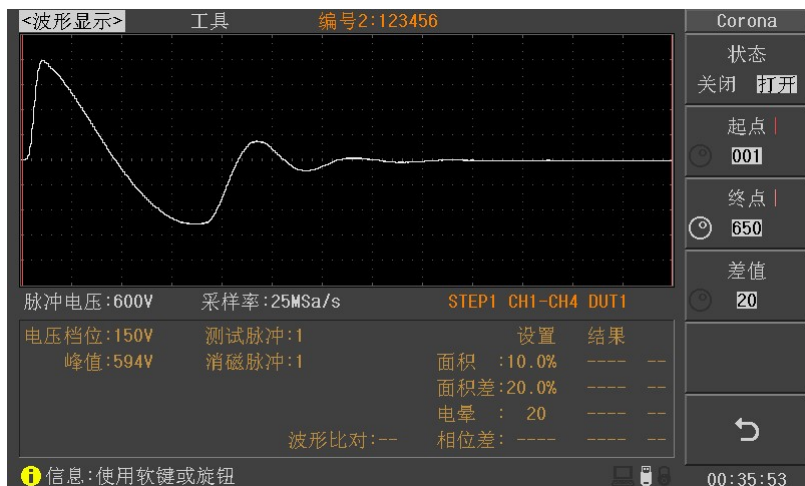 <波形显示> 工具 编号2:123456 Corona
状态
关闭 打开
起点
001
终点
650
差值
20
脉冲电压:600V 采样率:25MSa/s STEP1 CH1-CH4 DUT1
电压档位:150V 测试脉冲:1 设置 结果
峰值:594V 消磁脉冲:1 面积 :10.0% ---- --
面积差:20.0% ---- --
电晕 : 20 ---- --
波形比对:-- 相位差: ---- ---- --
信息:使用软键或旋钮 00:35:53